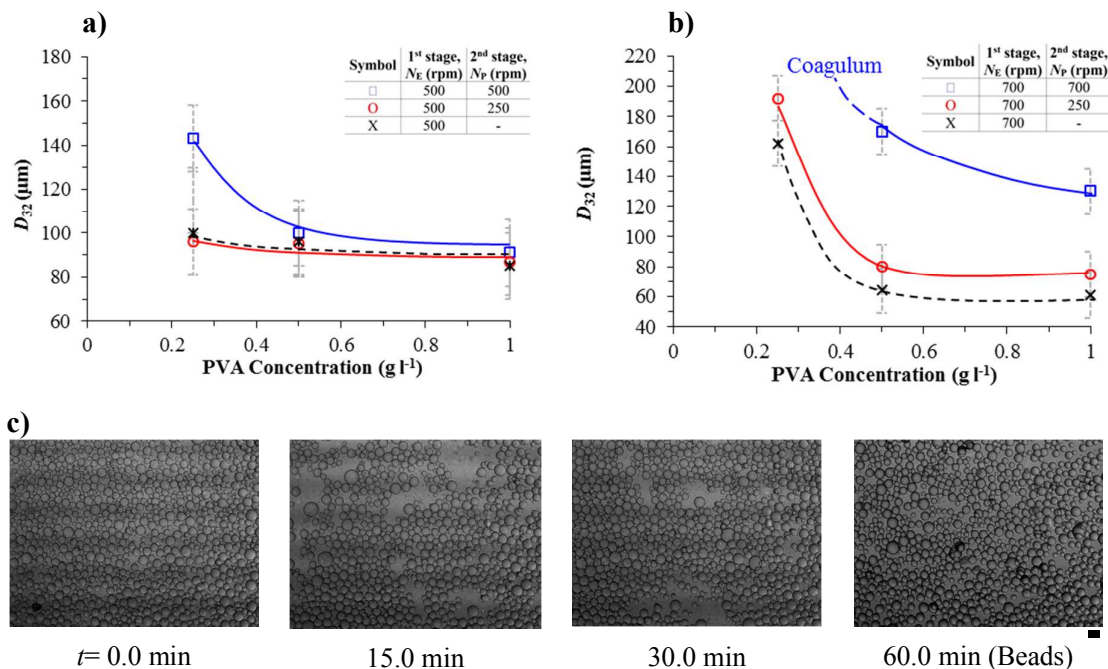 a)
180
160
140
120
100
80
60
D32 (µm)
0
0.2
0.4
0.6
0.8
1
PVA Concentration (g l-1)
Symbol 1st stage, NE (rpm) 2nd stage, NP (rpm)
□ 500 500
O 500 250
X 500 -
b)
220
200
180
160
140
120
100
80
60
40
D32 (µm)
0
0.2
0.4
0.6
0.8
1
PVA Concentration (g l-1)
Coagulum
Symbol 1st stage, NE (rpm) 2nd stage, NP (rpm)
□ 700 700
O 700 250
X 700 -
c)
t= 0.0 min
15.0 min
30.0 min
60.0 min (Beads)